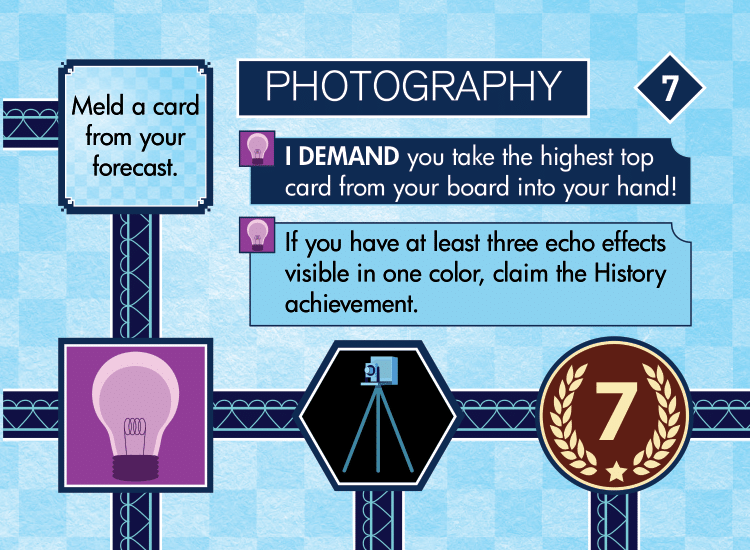 Meld a card
from your
forecast.
PHOTOGRAPHY
7
I DEMAND you take the highest top
card from your board into your hand!
If you have at least three echo effects
visible in one color, claim the History
achievement.
7